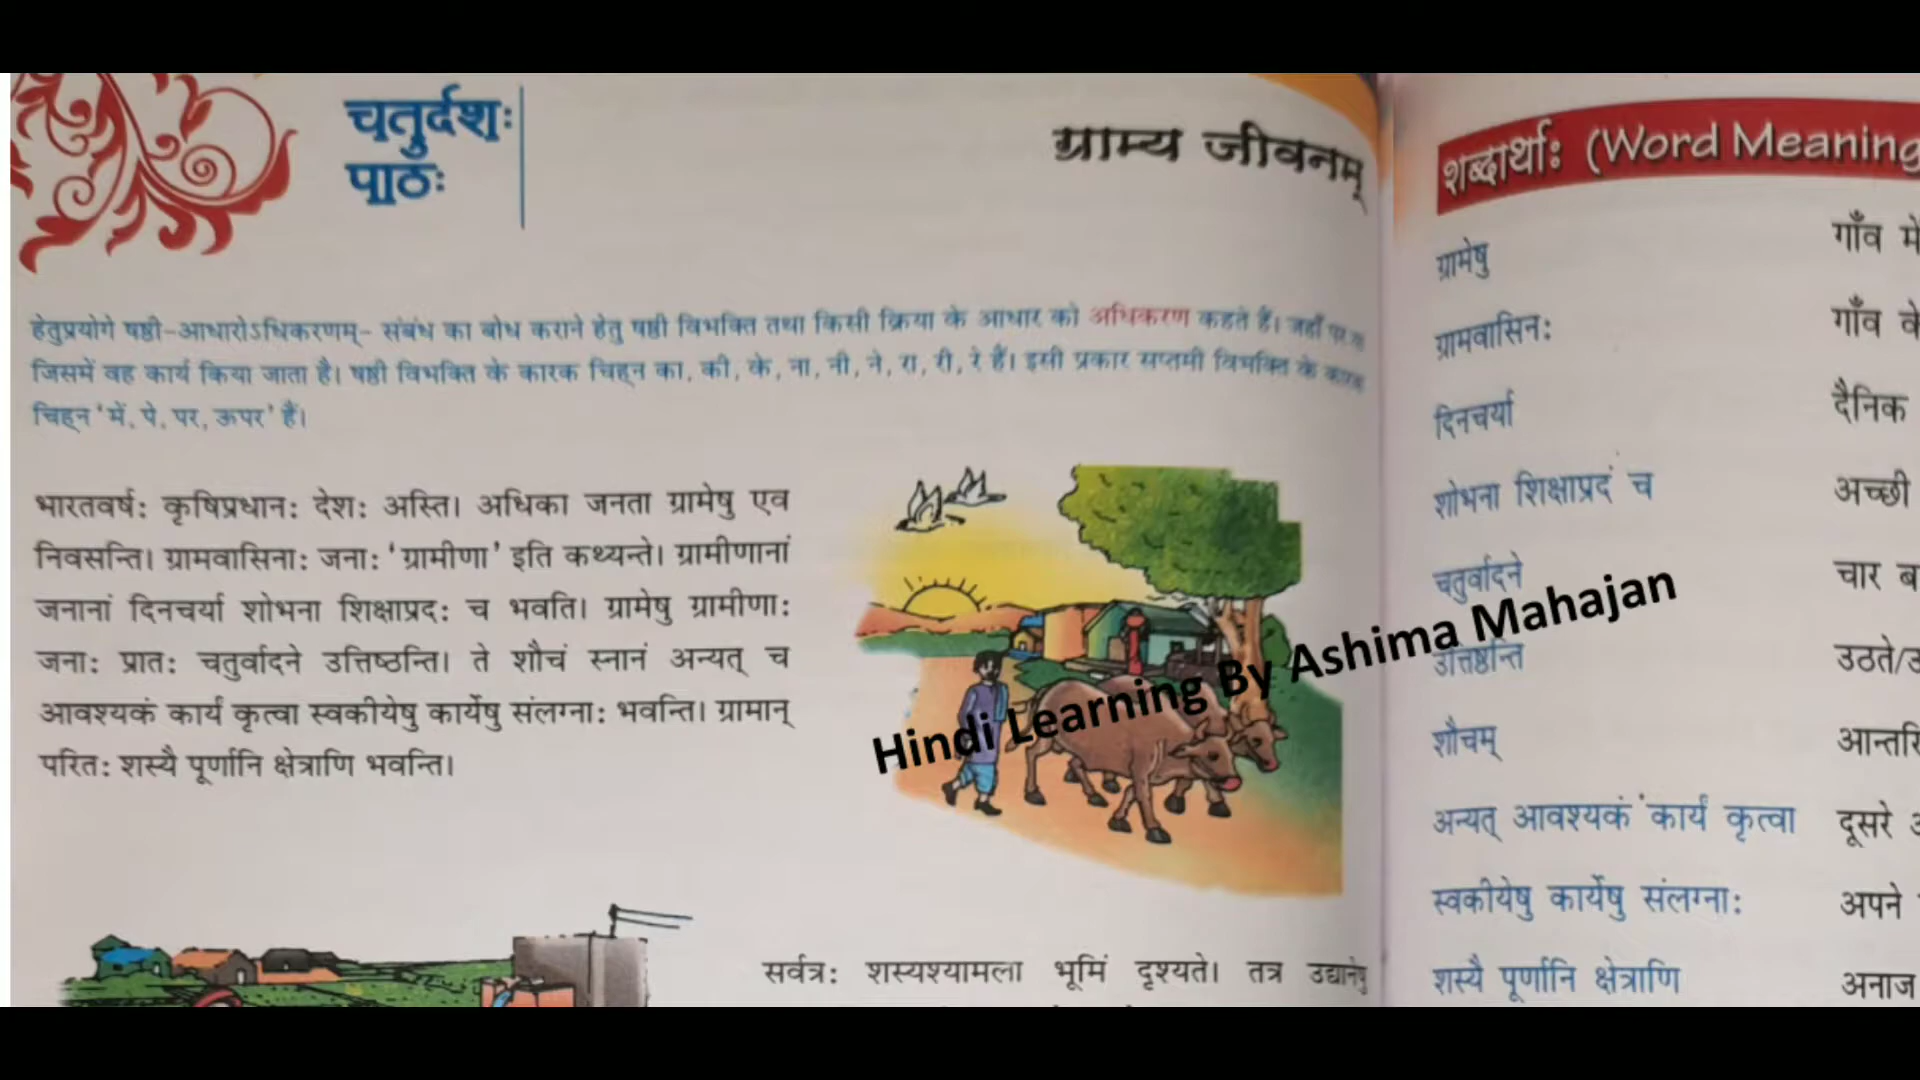 चतुर्दशः
पाठः
ग्राम्य जीवनम्
हेतुप्रयोगे षष्ठी-आधारोऽधिकरणम्- संबंध का बोध कराने हेतु षष्ठी विभक्ति तथा किसी क्रिया के आधार को अधिकरण कहते हैं। जहाँ पर या
जिसमें वह कार्य किया जाता है। षष्ठी विभक्ति के कारक चिह्न का, की, के, ना, नी, ने, रा, री, रे हैं। इसी प्रकार सप्तमी विभक्ति के कारक
चिह्न 'में, पे, पर, ऊपर' हैं।
भारतवर्षः कृषिप्रधानः देशः अस्ति। अधिका जनता ग्रामेषु एव
निवसन्ति। ग्रामवासिनाः जनाः 'ग्रामीणा' इति कथ्यन्ते। ग्रामीणानां
जनानां दिनचर्या शोभना शिक्षाप्रदः च भवति। ग्रामेषु ग्रामीणाः
जनाः प्रातः चतुर्वादने उत्तिष्ठन्ति। ते शौचं स्नानं अन्यत् च
आवश्यकं कार्यं कृत्वा स्वकीयेषु कार्येषु संलग्नाः भवन्ति। ग्रामान्
परितः शस्यै पूर्णानि क्षेत्राणि भवन्ति।
सर्वत्रः शस्यश्यामला भूमिं दृश्यते। तत्र उद्यानेषु
शब्दार्थाः (Word Meaning
ग्रामेषु गाँव में
ग्रामवासिनः गाँव के
दिनचर्या दैनिक
शोभना शिक्षाप्रदं च अच्छी
चतुर्वादने चार
उत्तिष्ठन्ति उठते/
शौचम्
अन्यत् आवश्यकं कार्यं कृत्वा दूसरे
स्वकीयेषु कार्येषु संलग्नाः अपने
शस्यै पूर्णानि क्षेत्राणि अनाज
Hindi Learning By Ashima Mahajan